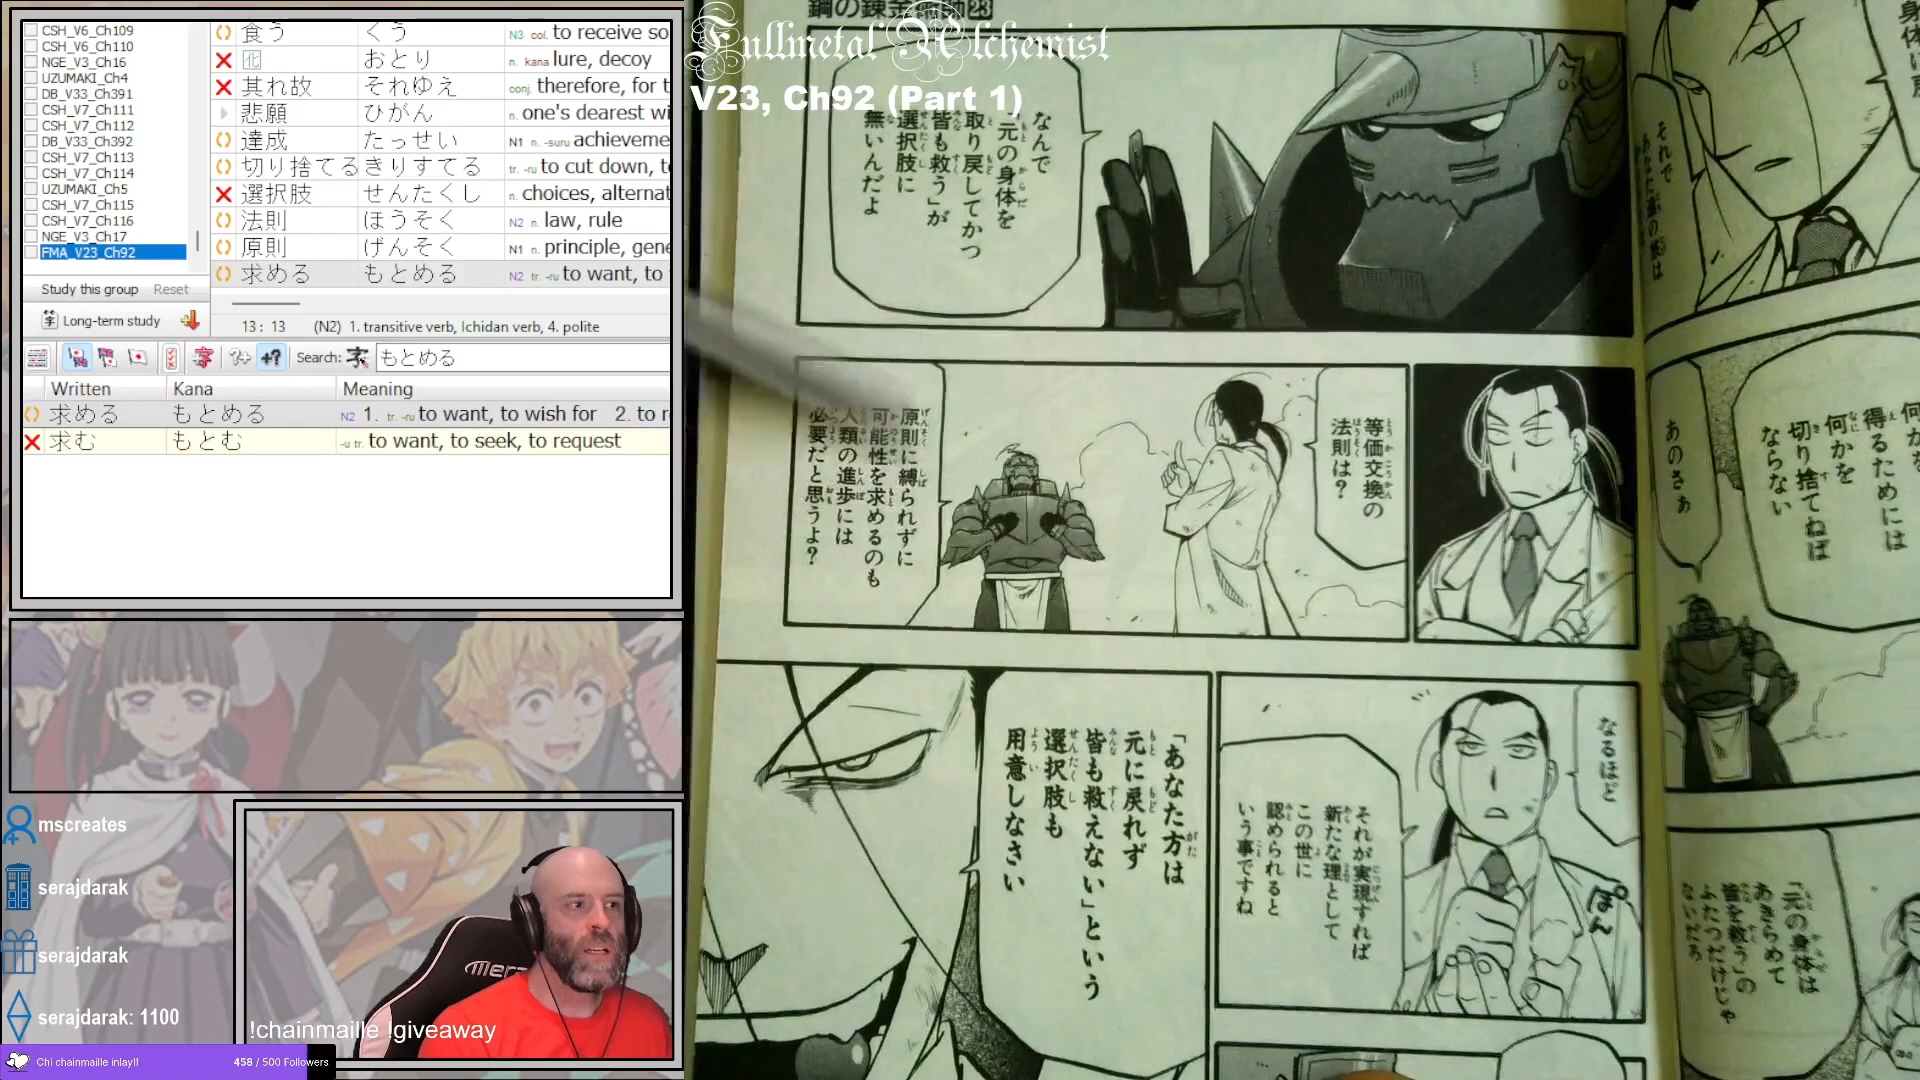 CSH_V6_Ch109
CSH_V6_Ch110
NGE_V3_Ch16
UZUMAKI_Ch4
DB_V33_Ch391
CSH_V7_Ch111
CSH_V7_Ch112
DB_V33_Ch392
CSH_V7_Ch113
CSH_V7_Ch114
UZUMAKI_Ch5
CSH_V7_Ch115
CSH_V7_Ch116
NGE_V3_Ch17
FMA_V23_Ch92
Study this group Reset
Long-term study
食う くう N3 col. to receive so
囮 おとり n. kana lure, decoy
其れ故 それゆえ conj. therefore, for t
悲願 ひがん n. one's dearest wi
達成 たっせい N1 n. -suru achieveme
切り捨てる きりすてる tr. -ru to cut down, t
選択肢 せんたくし n. choices, alternat
法則 ほうそく N2 n. law, rule
原則 げんそく N1 n. principle, gene
求める もとめる N2 tr. -ru to want, to
13: 13 (N2) 1. transitive verb, Ichidan verb, 4. polite
Search: もとめる
Written Kana Meaning
求める もとめる N2 1. tr. -ru to want, to wish for 2. to r
求む もとむ -u tr. to want, to seek, to request
mscreates
serajdarak
serajdarak
serajdarak: 1100
Chi chainmaille inlay!! 458 / 500 Followers
!chainmaille !giveaway
鋼の錬金術師23
Fullmetal Alchemist
V23, Ch92 (Part 1)
何かを
切り捨てねば
ならない
得るためには
あのさぁ
「元の身体は
あきらめて
皆を救う」の
ふたつだけじゃ
ないだろ
なんで
「元の身体を
取り戻してかつ
皆も救う」が
選択肢に
無いんだよ
等価交換の
法則は?
原則に縛られずに
可能性を求めるのも
人類の進歩には
必要だと思うよ?
なるほど
ぽん
それが実現すれば
新たな理として
この世に
認められると
いう事ですね
「あなた方は
元に戻れず
皆も救えない」という
選択肢も
用意しなさい